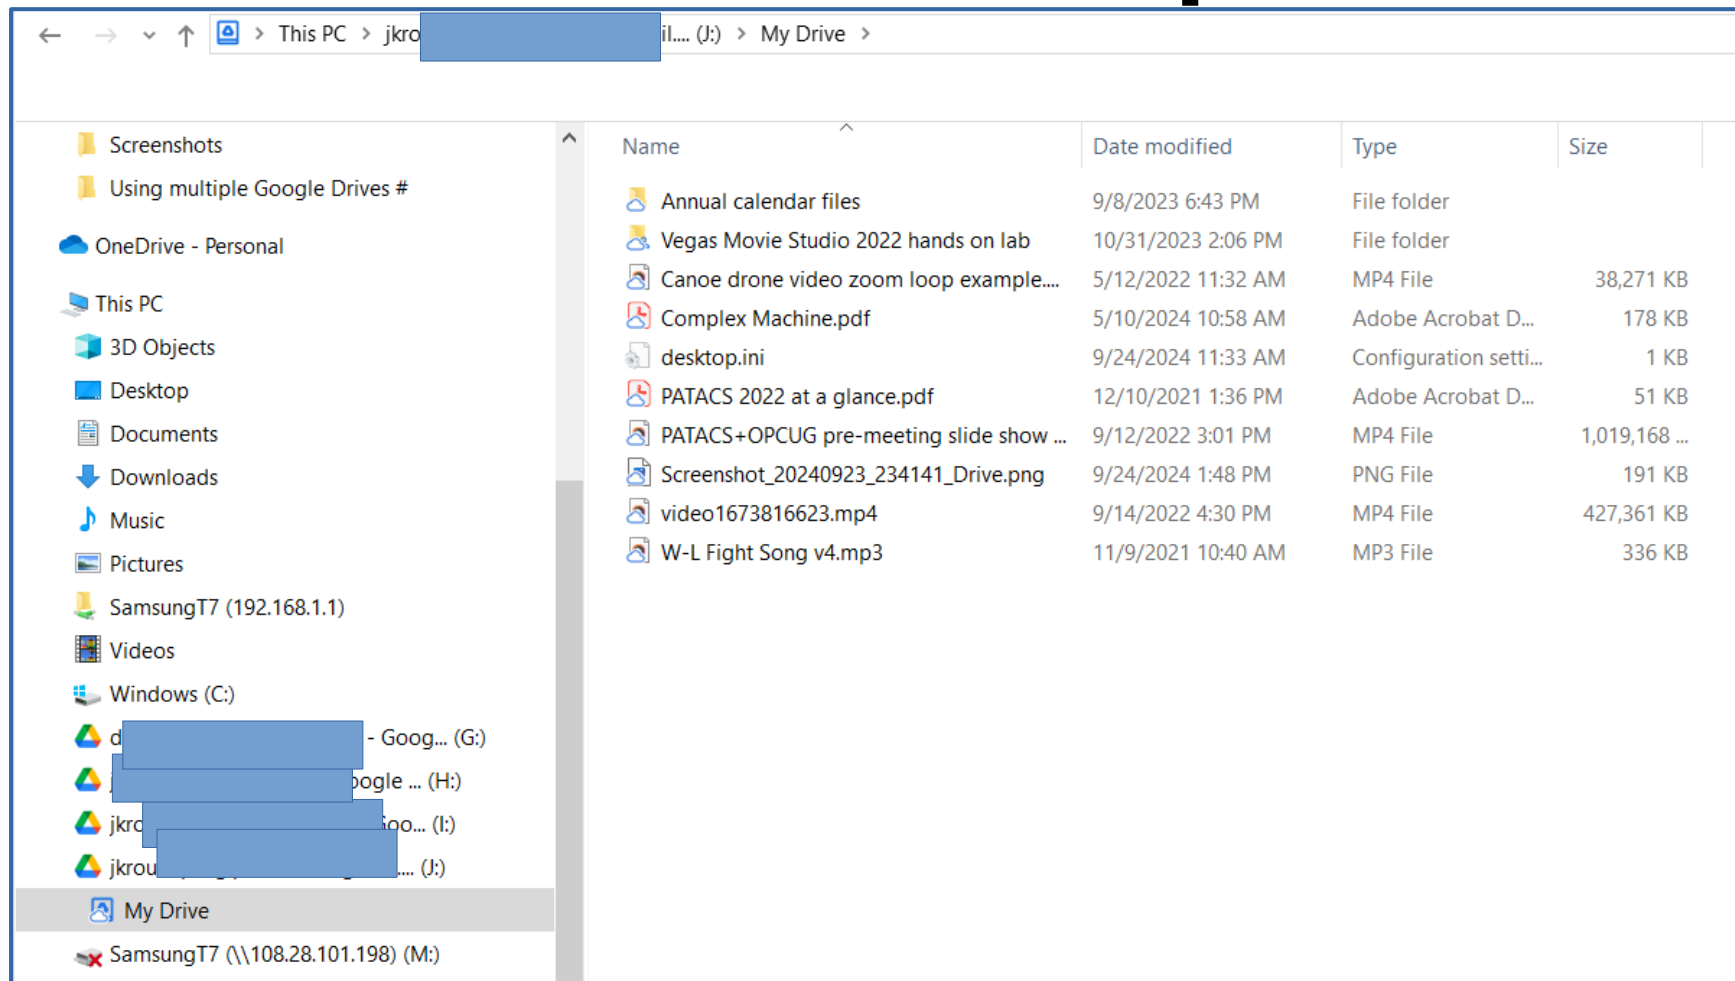 This PC > jkro il.... (J:) > My Drive >
Screenshots
Using multiple Google Drives #
OneDrive - Personal
This PC
3D Objects
Desktop
Documents
Downloads
Music
Pictures
SamsungT7 (192.168.1.1)
Videos
Windows (C:)
d - Goog... (G:)
oogle ... (H:)
jkro Goo... (I:)
jkrou .... (J:)
My Drive
SamsungT7 (\\108.28.101.198) (M:)
Name Date modified Type Size
Annual calendar files 9/8/2023 6:43 PM File folder
Vegas Movie Studio 2022 hands on lab 10/31/2023 2:06 PM File folder
Canoe drone video zoom loop example.... 5/12/2022 11:32 AM MP4 File 38,271 KB
Complex Machine.pdf 5/10/2024 10:58 AM Adobe Acrobat D... 178 KB
desktop.ini 9/24/2024 11:33 AM Configuration setti... 1 KB
PATACS 2022 at a glance.pdf 12/10/2021 1:36 PM Adobe Acrobat D... 51 KB
PATACS+OPCUG pre-meeting slide show ... 9/12/2022 3:01 PM MP4 File 1,019,168 ...
Screenshot_20240923_234141_Drive.png 9/24/2024 1:48 PM PNG File 191 KB
video1673816623.mp4 9/14/2022 4:30 PM MP4 File 427,361 KB
W-L Fight Song v4.mp3 11/9/2021 10:40 AM MP3 File 336 KB